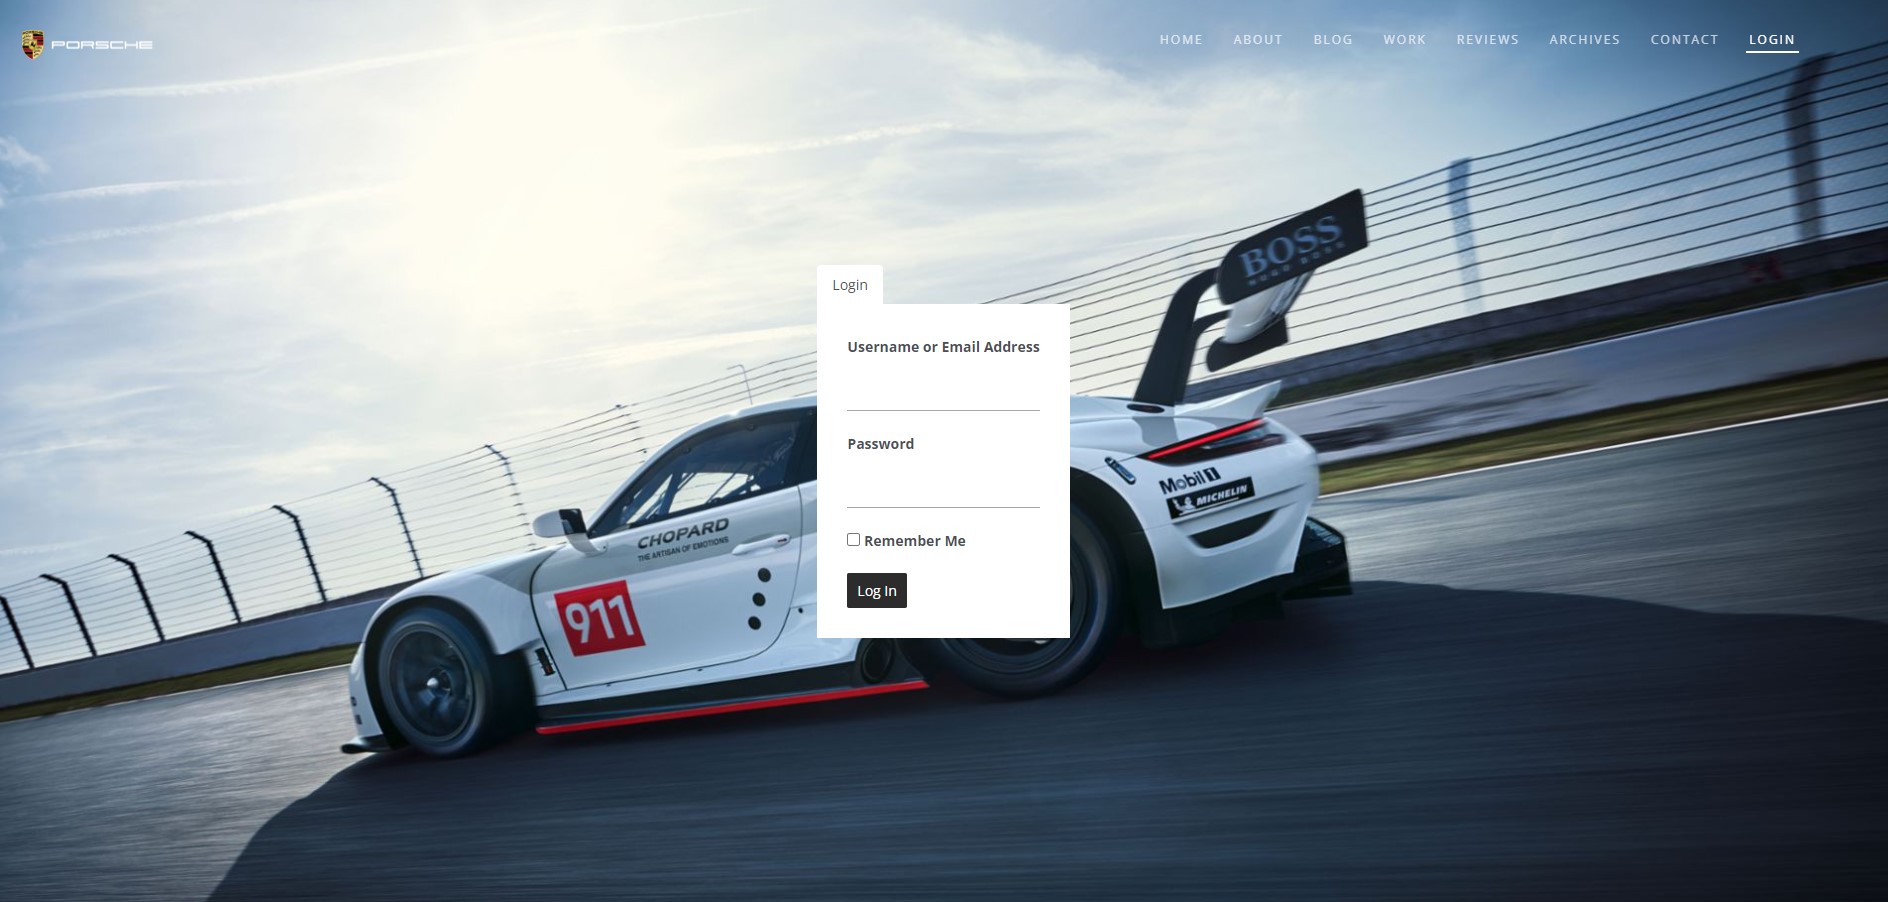 PORSCHE
HOME ABOUT BLOG WORK REVIEWS ARCHIVES CONTACT LOGIN
BOSS
HUGO BOSS
Login
Username or Email Address
Password
Remember Me
Log In
Mobil 1
MICHELIN
CHOPARD
THE ARTISAN OF EMOTIONS
911